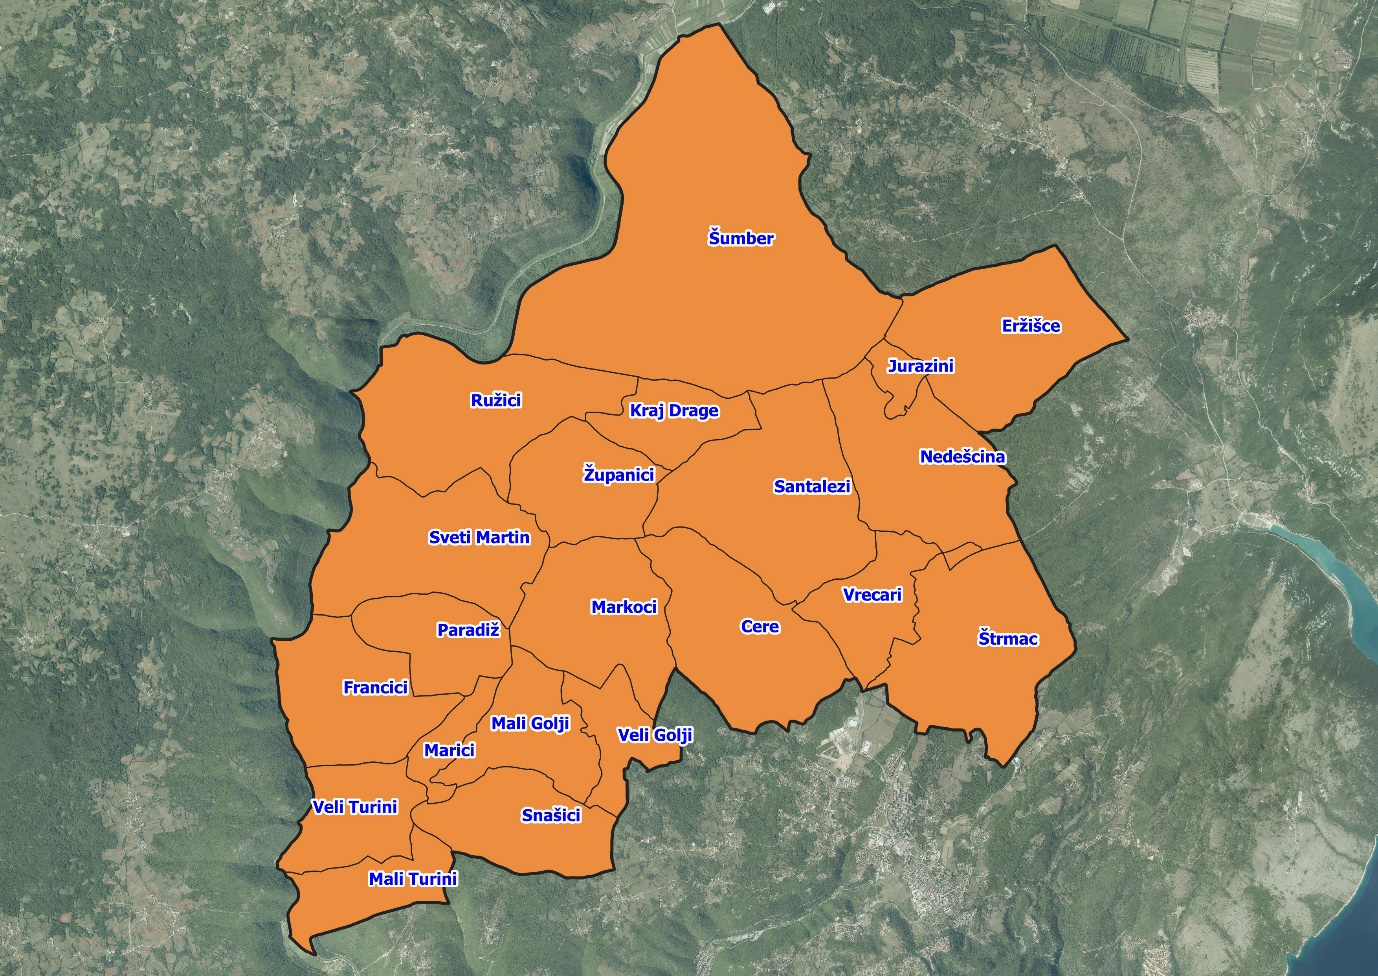 Šumber
Eržišce
Jurazini
Ružici
Kraj Drage
Nedešcina
Županici
Santalezi
Sveti Martin
Vrecari
Markoci
Cere
Paradiž
Štrmac
Francici
Mali Golji
Veli Golji
Marici
Veli Turini
Snašici
Mali Turini